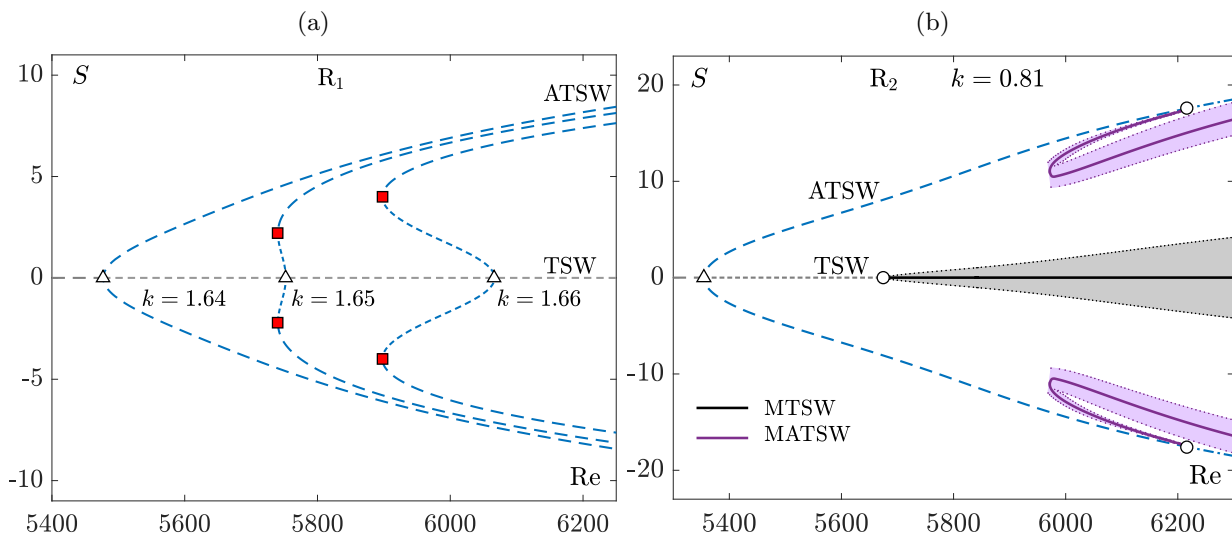 (a)
S R₁
ATSW
10
5
0
-5
-10
TSW
k = 1.64 k = 1.65 k = 1.66
Re
5400 5600 5800 6000 6200
(b)
S R₂ k = 0.81
20
10
0
-10
-20
ATSW
TSW
MTSW
MATSW
Re
5400 5600 5800 6000 6200